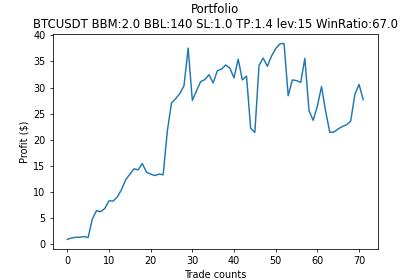 Portfolio
BTCUSDT BBM:2.0 BBL:140 SL:1.0 TP:1.4 lev:15 WinRatio:67.0
40
35
30
25
20
15
10
5
0
Profit ($)
0 10 20 30 40 50 60 70
Trade counts